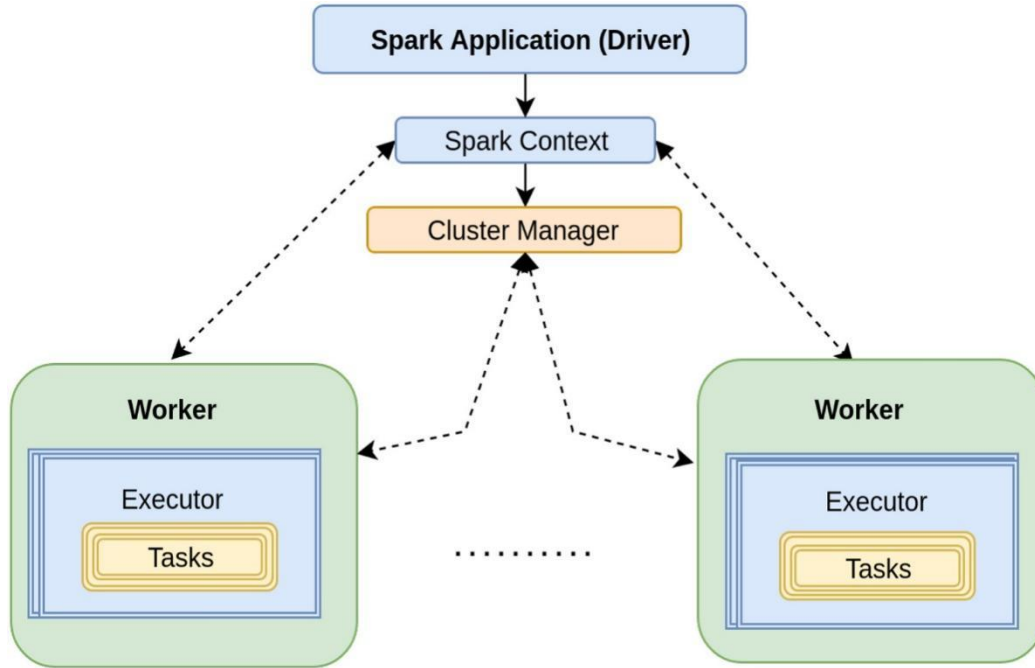 Spark Application (Driver)
Spark Context
Cluster Manager
Worker
Worker
Executor
Executor
Tasks
..........
Tasks